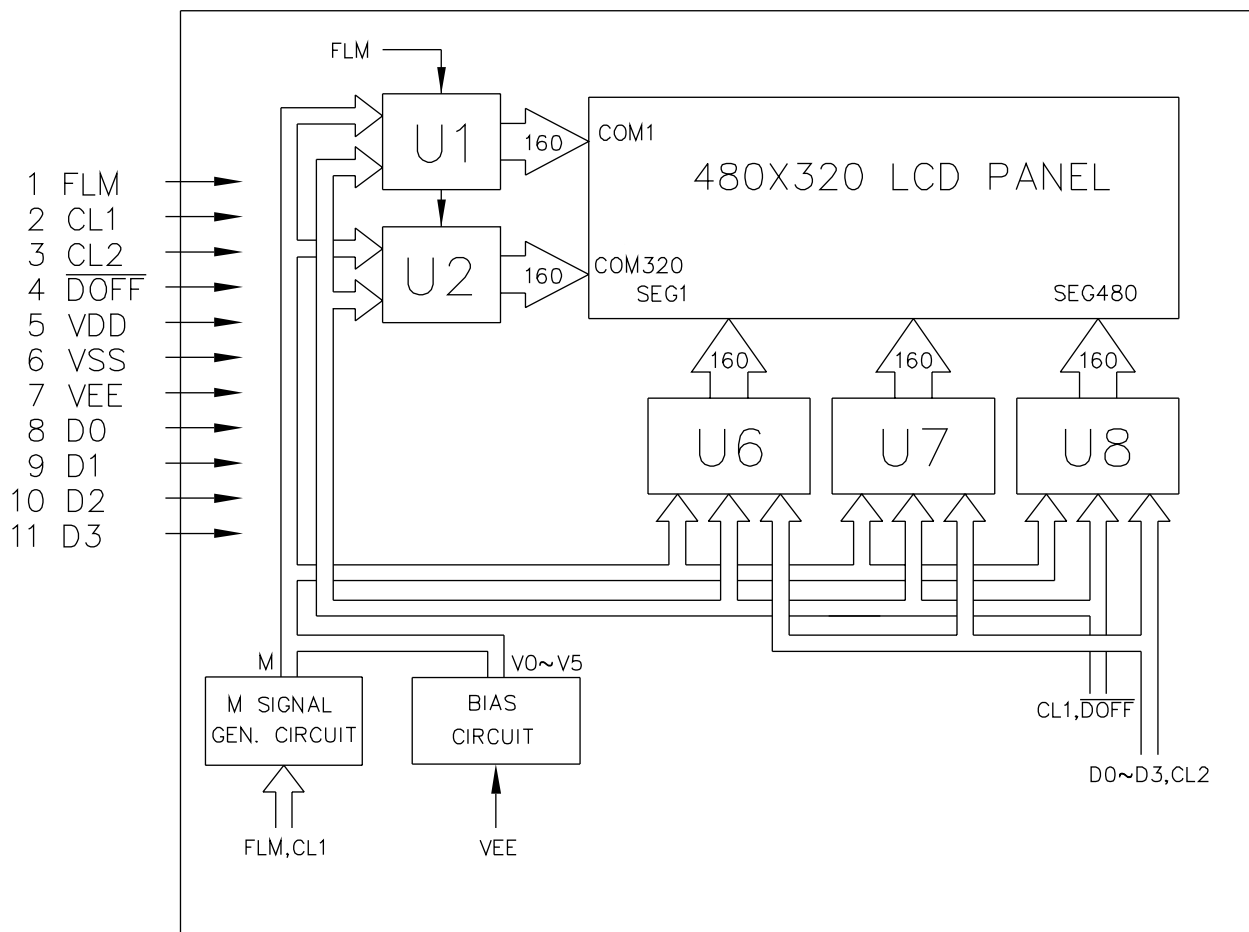 FLM
U1
160
COM1
480X320 LCD PANEL
1 FLM
2 CL1
3 CL2
4 D̅O̅F̅F̅
5 VDD
6 VSS
7 VEE
8 D0
9 D1
10 D2
11 D3
U2
160
COM320
SEG1
SEG480
160
160
160
U6
U7
U8
M
V0~V5
M SIGNAL
GEN. CIRCUIT
BIAS
CIRCUIT
CL1,D̅O̅F̅F̅
D0~D3,CL2
FLM,CL1
VEE